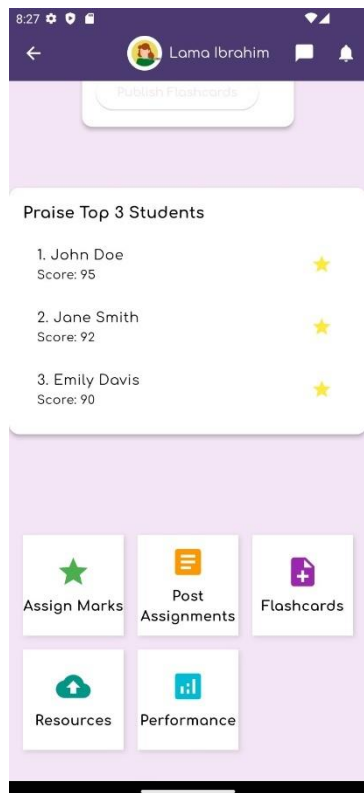 8:27
Lama Ibrahim
Publish Flashcards
Praise Top 3 Students
1. John Doe
Score: 95
2. Jane Smith
Score: 92
3. Emily Davis
Score: 90
Assign Marks
Post
Assignments
Flashcards
Resources
Performance